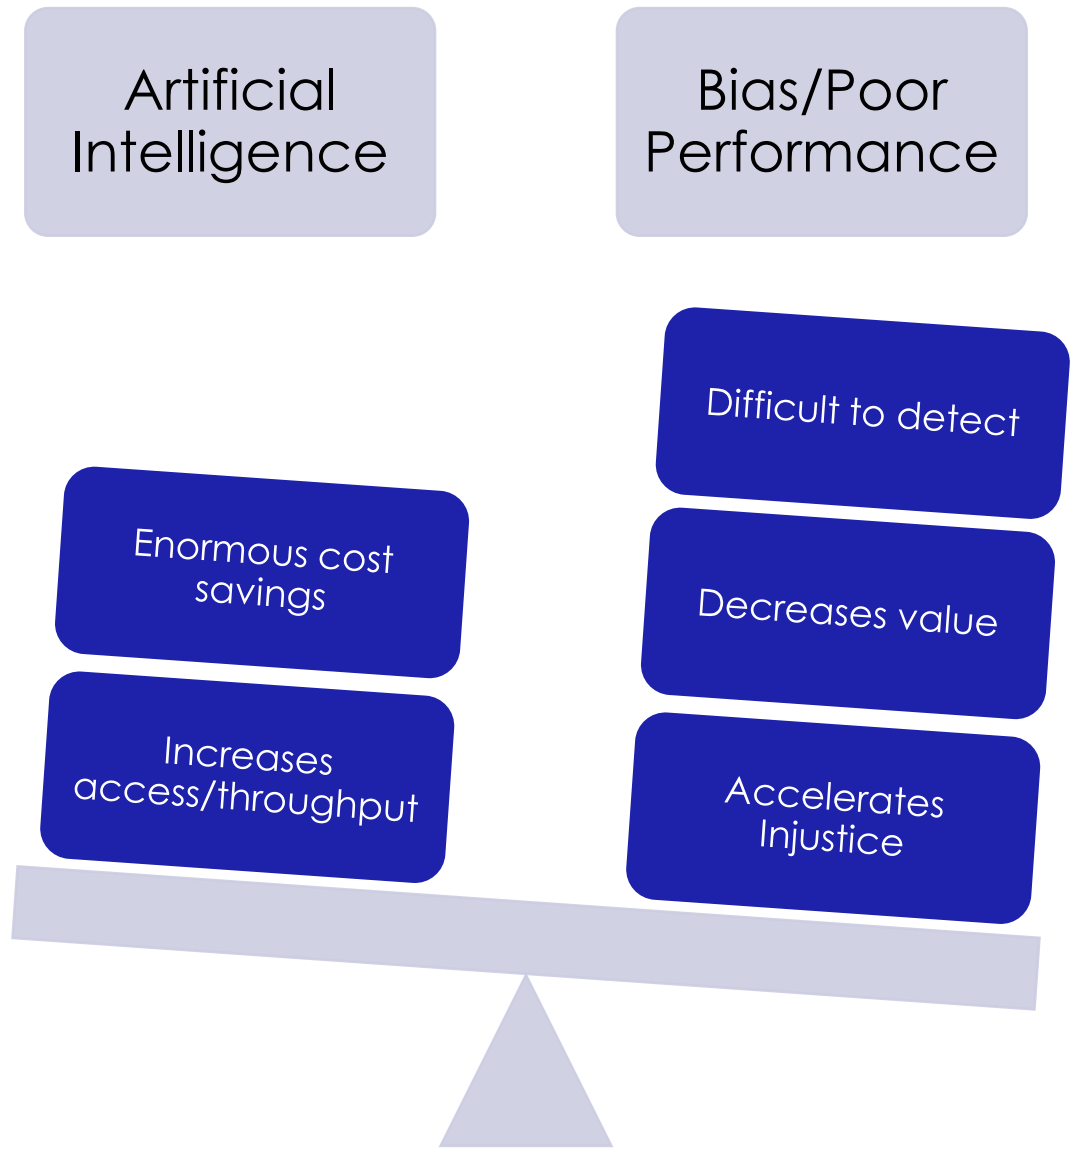 Artificial
Intelligence
Bias/Poor
Performance
Enormous cost
savings
Increases
access/throughput
Difficult to detect
Decreases value
Accelerates
Injustice